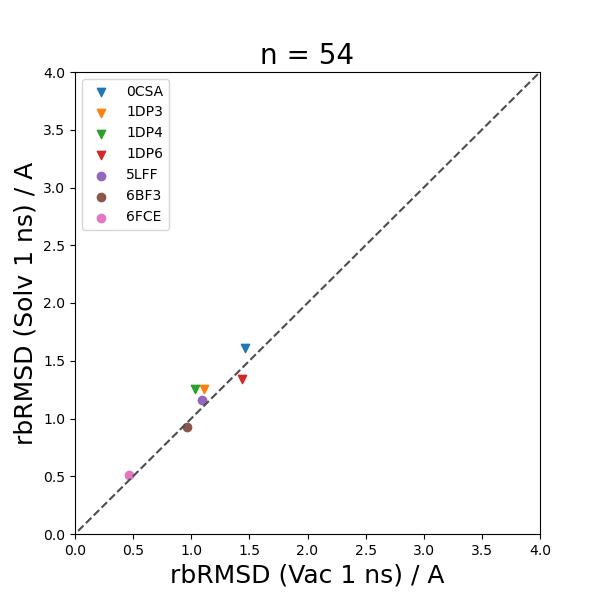 n = 54
rbRMSD (Solv 1 ns) / A
4.0
3.5
3.0
2.5
2.0
1.5
1.0
0.5
0.0
0CSA
1DP3
1DP4
1DP6
5LFF
6BF3
6FCE
0.0 0.5 1.0 1.5 2.0 2.5 3.0 3.5 4.0
rbRMSD (Vac 1 ns) / A